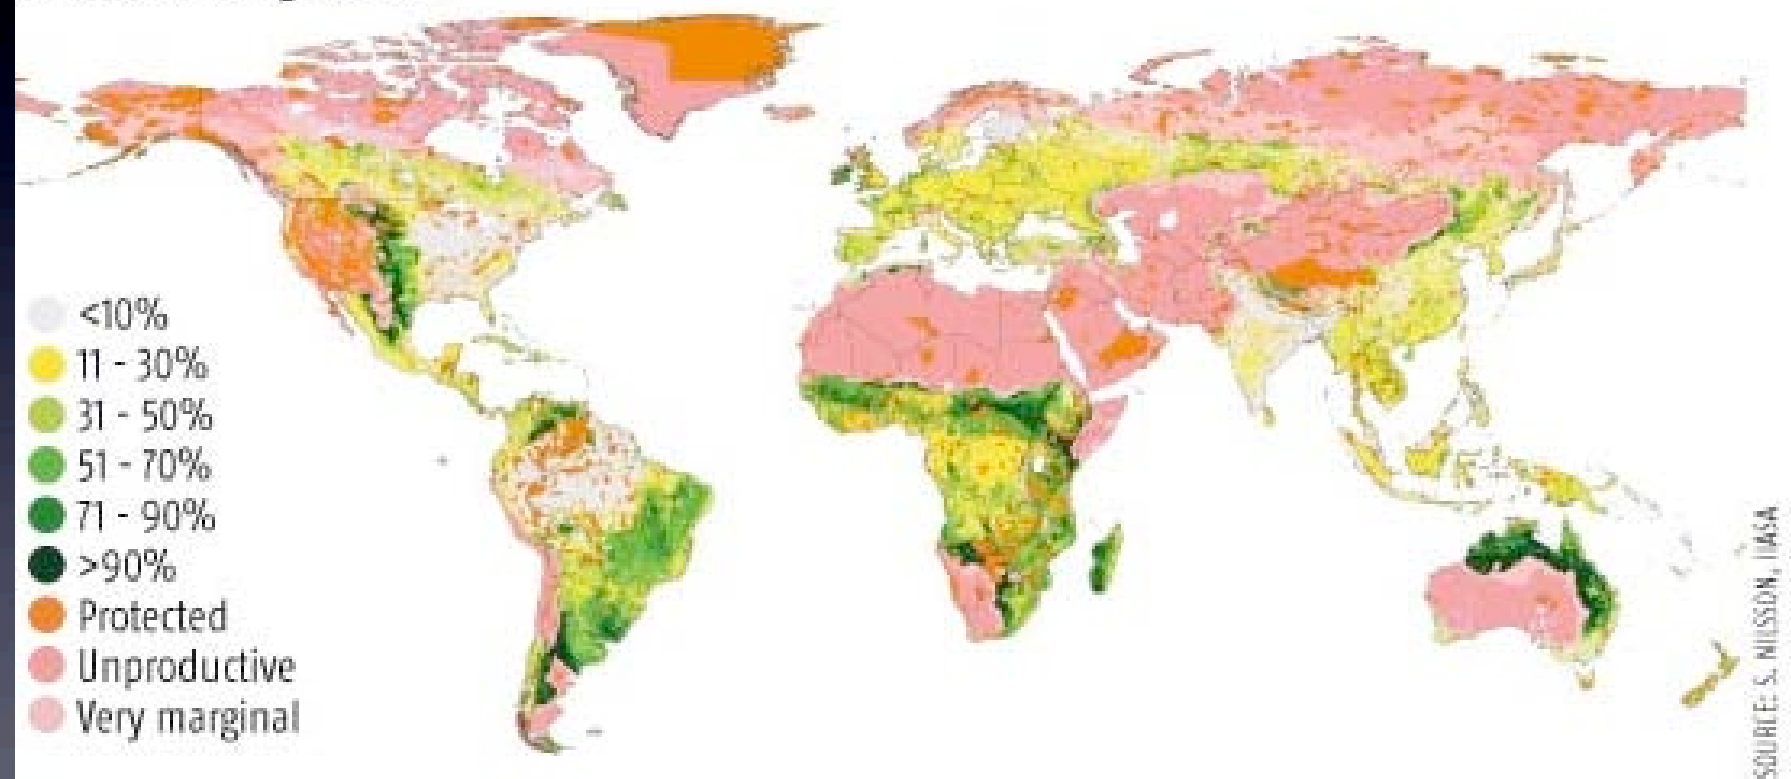 <10%
11 - 30%
31 - 50%
51 - 70%
71 - 90%
>90%
Protected
Unproductive
Very marginal
SOURCE: S. NILSSON, IIASA